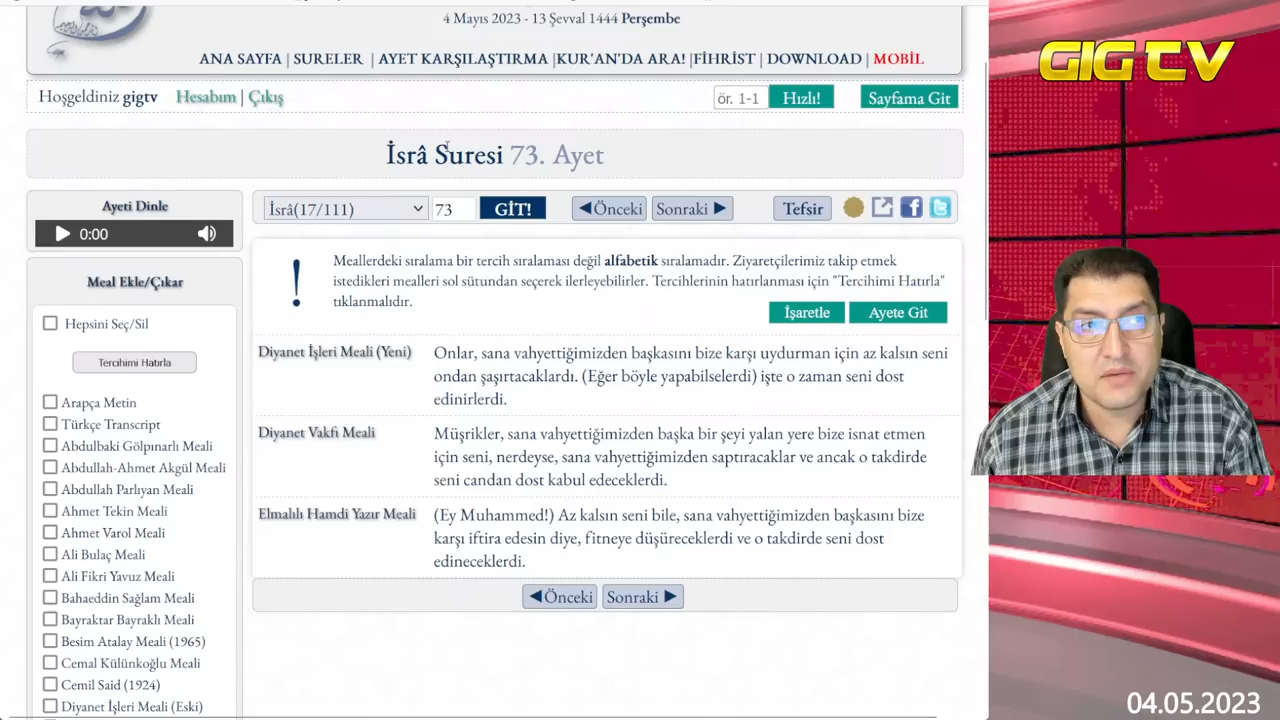 4 Mayıs 2023 - 13 Şevval 1444 Perşembe
ANA SAYFA | SURELER | AYET KARŞILAŞTIRMA |KUR'AN'DA ARA! |FİHRİST | DOWNLOAD | MOBİL
GIG TV
Hoşgeldiniz gigtv Hesabım | Çıkış
ör. 1-1 Hızlı! Sayfama Git
İsrâ Suresi 73. Ayet
Ayeti Dinle
0:00
İsrâ(17/111) 73 GİT! ◄Önceki Sonraki ► Tefsir
Meal Ekle/Çıkar
Hepsini Seç/Sil
Tercihimi Hatırla
Arapça Metin
Türkçe Transcript
Abdulbaki Gölpınarlı Meali
Abdullah-Ahmet Akgül Meali
Abdullah Parlıyan Meali
Ahmet Tekin Meali
Ahmet Varol Meali
Ali Bulaç Meali
Ali Fikri Yavuz Meali
Bahaeddin Sağlam Meali
Bayraktar Bayraklı Meali
Besim Atalay Meali (1965)
Cemal Külünkoğlu Meali
Cemil Said (1924)
Diyanet İşleri Meali (Eski)
! Meallerdeki sıralama bir tercih sıralaması değil alfabetik sıralamadır. Ziyaretçilerimiz takip etmek
istedikleri mealleri sol sütundan seçerek ilerleyebilirler. Tercihlerinin hatırlanması için "Tercihimi Hatırla"
tıklanmalıdır.
İşaretle Ayete Git
Diyanet İşleri Meali (Yeni)
Onlar, sana vahyettiğimizden başkasını bize karşı uydurman için az kalsın seni
ondan şaşırtacaklardı. (Eğer böyle yapabilselerdi) işte o zaman seni dost
edinirlerdi.
Diyanet Vakfı Meali
Müşrikler, sana vahyettiğimizden başka bir şeyi yalan yere bize isnat etmen
için seni, nerdeyse, sana vahyettiğimizden saptıracaklar ve ancak o takdirde
seni candan dost kabul edeceklerdi.
Elmalılı Hamdi Yazır Meali
(Ey Muhammed!) Az kalsın seni bile, sana vahyettiğimizden başkasını bize
karşı iftira edesin diye, fitneye düşüreceklerdi ve o takdirde seni dost
edineceklerdi.
◄Önceki Sonraki ►
04.05.2023